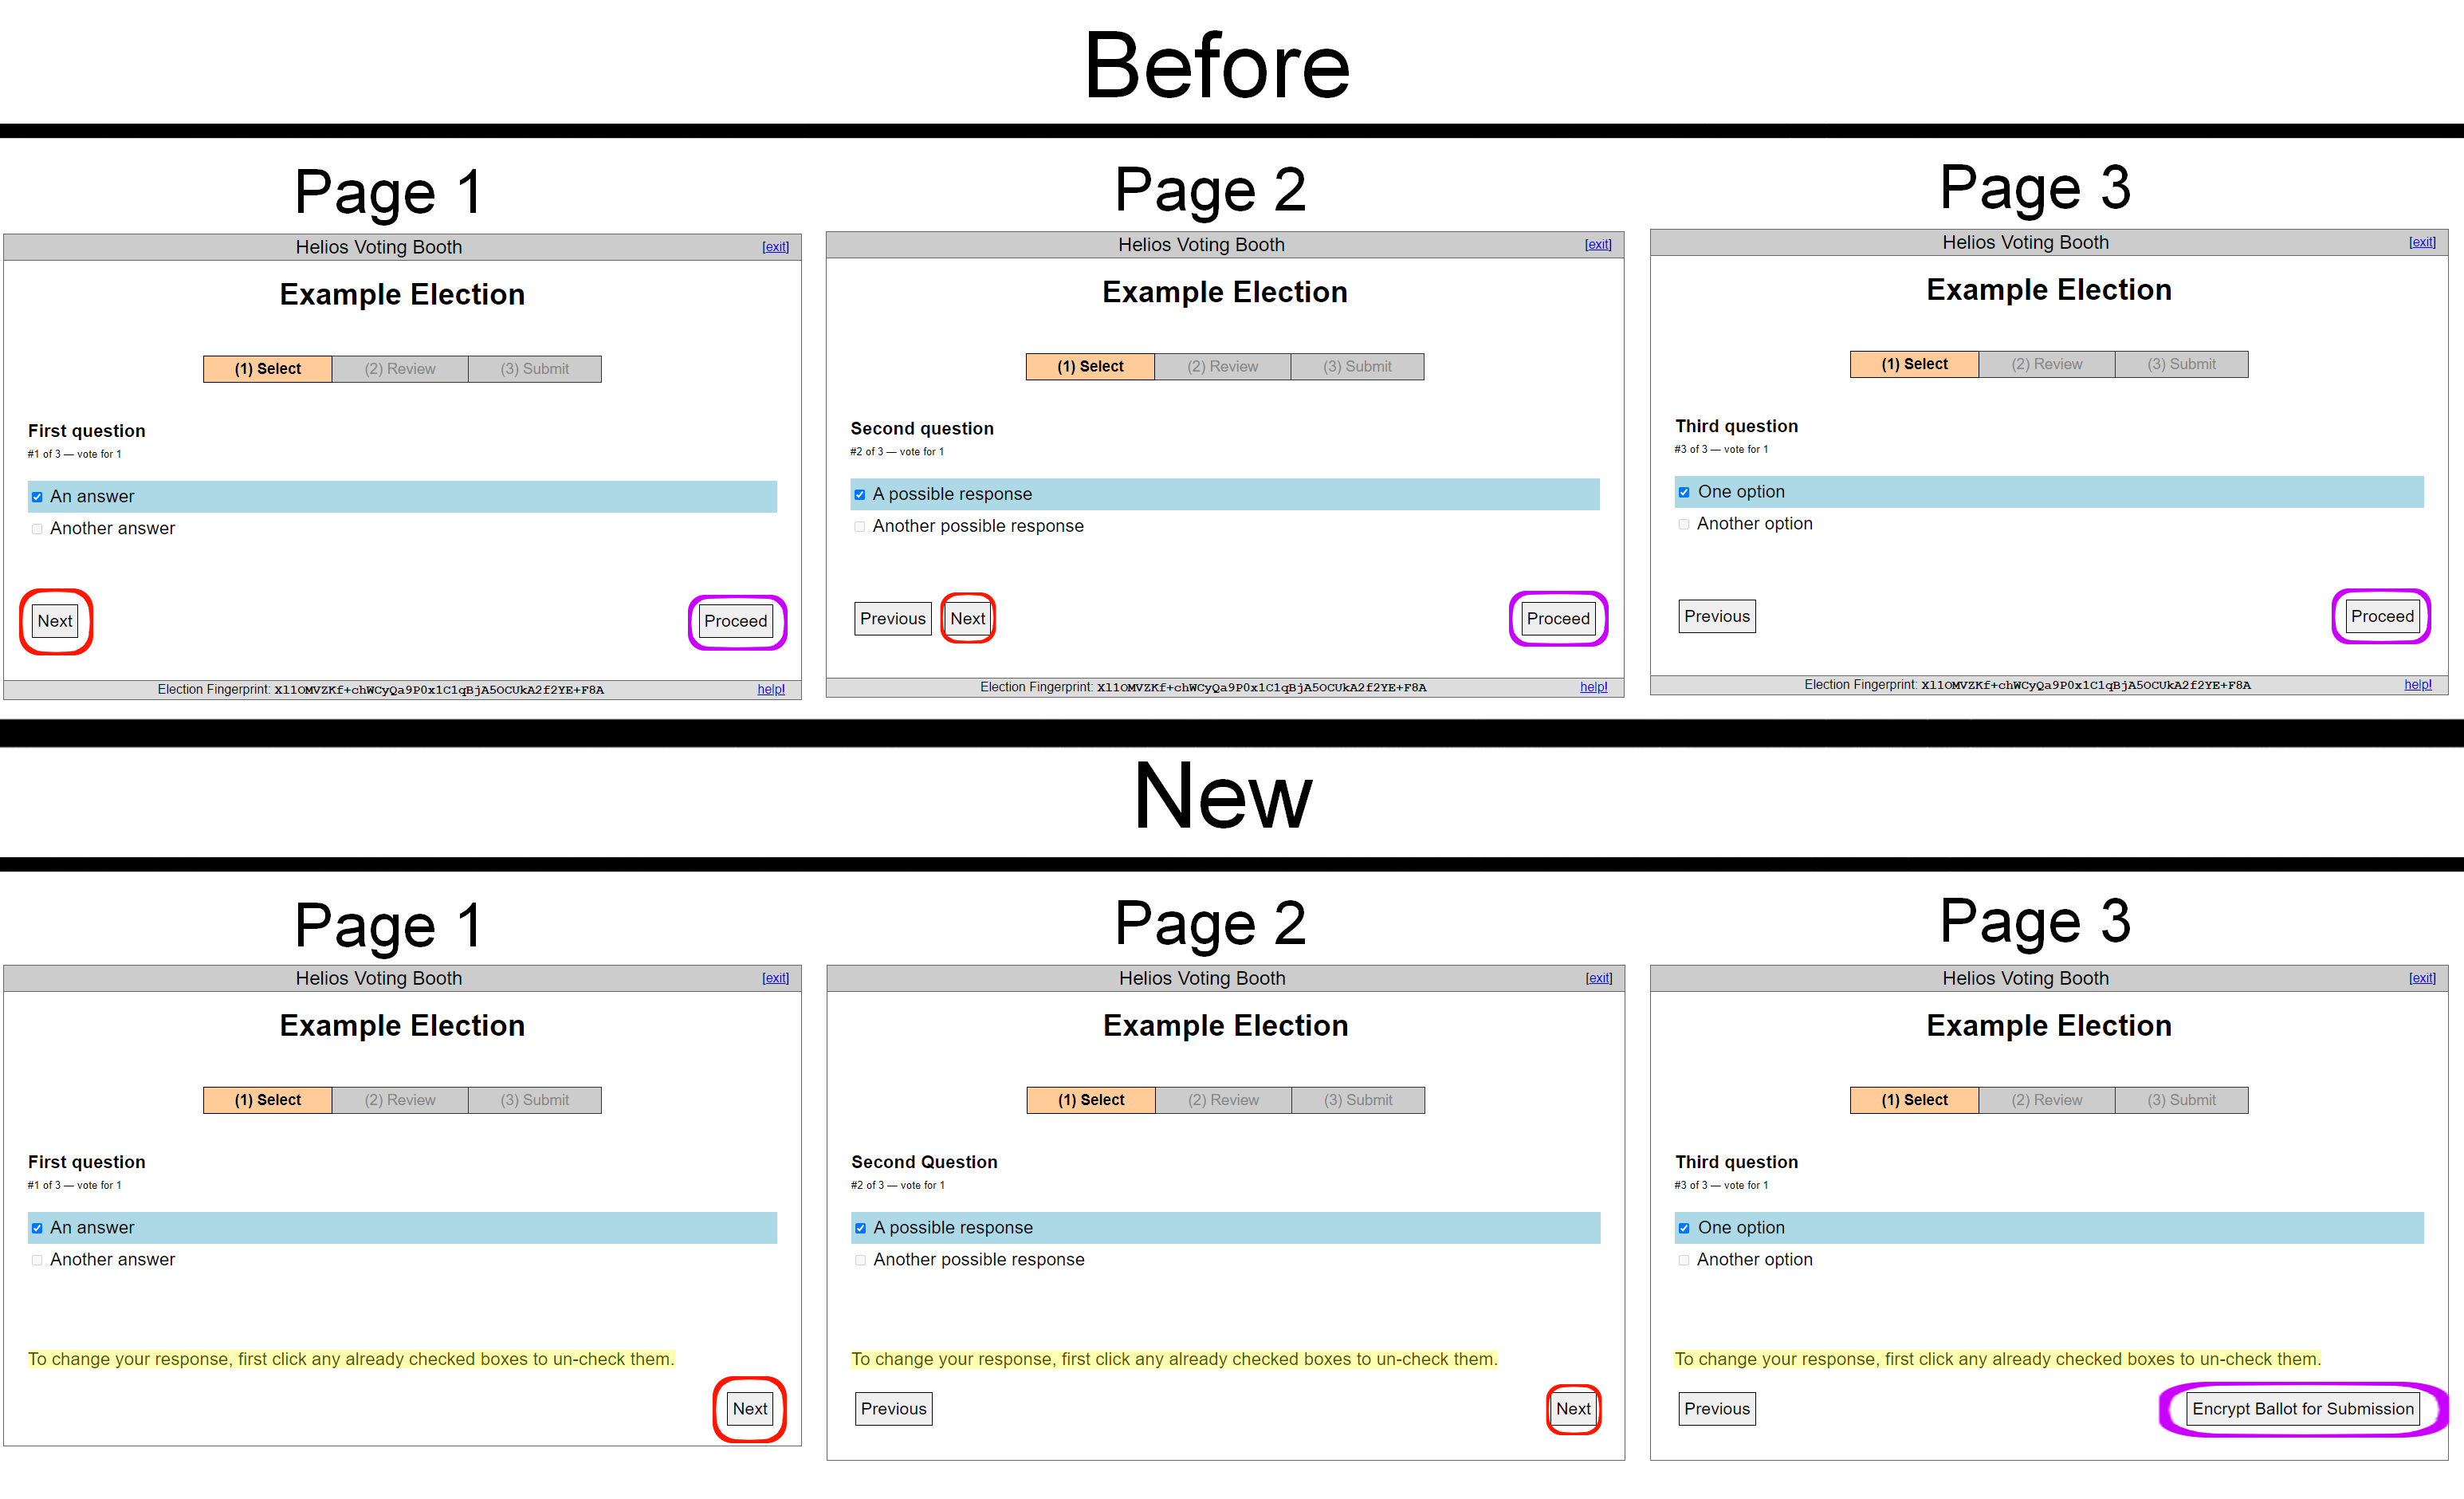 Before
Page 1
Helios Voting Booth [exit]
Example Election
(1) Select (2) Review (3) Submit
First question
#1 of 3 — vote for 1
An answer
Another answer
Next Proceed
Election Fingerprint: Xl1OMVZKf+chWCyQa9P0x1C1qBjA5OCUkA2f2YE+F8A help!
Page 2
Helios Voting Booth [exit]
Example Election
(1) Select (2) Review (3) Submit
Second question
#2 of 3 — vote for 1
A possible response
Another possible response
Previous Next Proceed
Election Fingerprint: Xl1OMVZKf+chWCyQa9P0x1C1qBjA5OCUkA2f2YE+F8A help!
Page 3
Helios Voting Booth [exit]
Example Election
(1) Select (2) Review (3) Submit
Third question
#3 of 3 — vote for 1
One option
Another option
Previous Proceed
Election Fingerprint: Xl1OMVZKf+chWCyQa9P0x1C1qBjA5OCUkA2f2YE+F8A help!
New
Page 1
Helios Voting Booth [exit]
Example Election
(1) Select (2) Review (3) Submit
First question
#1 of 3 — vote for 1
An answer
Another answer
To change your response, first click any already checked boxes to un-check them.
Next
Page 2
Helios Voting Booth [exit]
Example Election
(1) Select (2) Review (3) Submit
Second Question
#2 of 3 — vote for 1
A possible response
Another possible response
To change your response, first click any already checked boxes to un-check them.
Previous Next
Page 3
Helios Voting Booth [exit]
Example Election
(1) Select (2) Review (3) Submit
Third question
#3 of 3 — vote for 1
One option
Another option
To change your response, first click any already checked boxes to un-check them.
Previous Encrypt Ballot for Submission